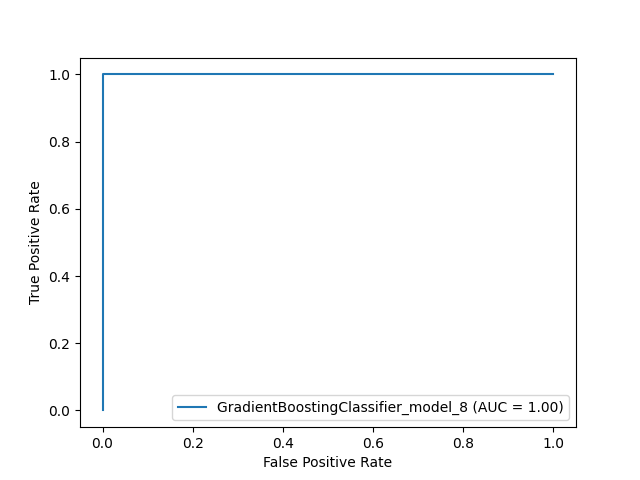 1.0
0.8
0.6
0.4
0.2
0.0
True Positive Rate
GradientBoostingClassifier_model_8 (AUC = 1.00)
0.0 0.2 0.4 0.6 0.8 1.0
False Positive Rate